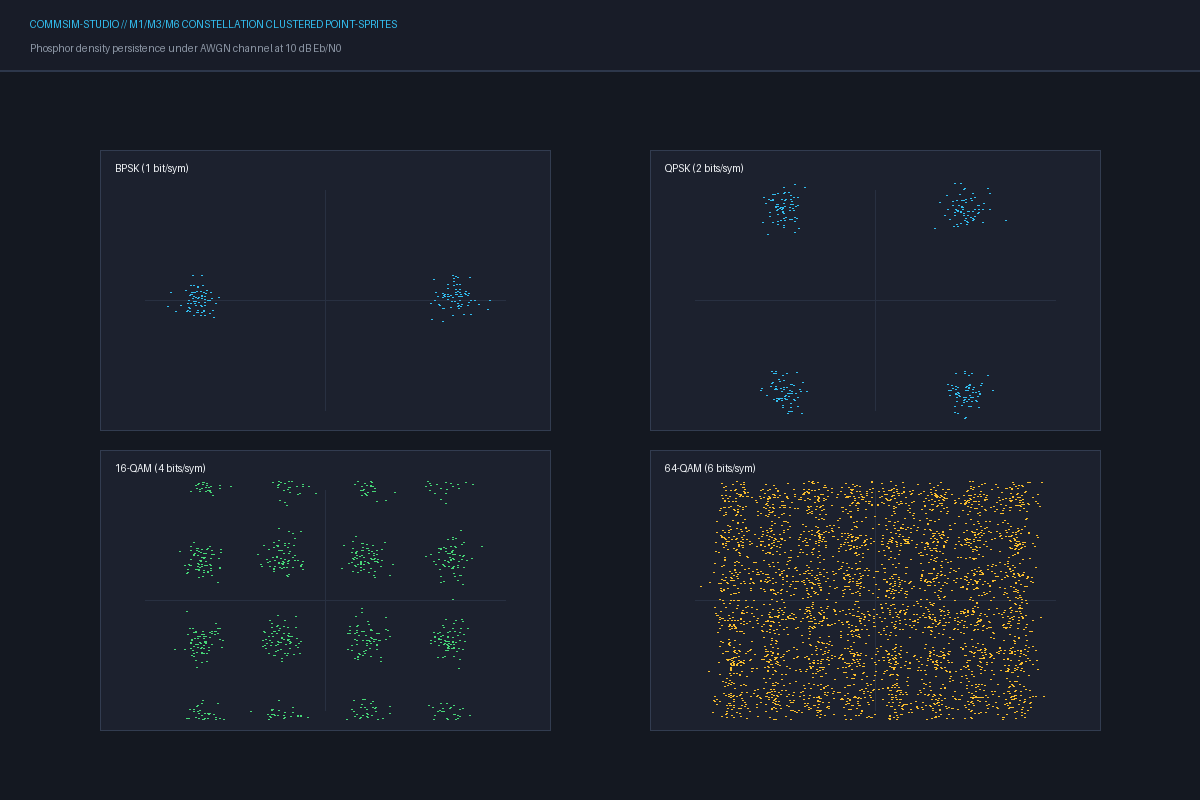 COMMSIM-STUDIO // M1/M3/M6 CONSTELLATION CLUSTERED POINT-SPRITES
Phosphor density persistence under AWGN channel at 10 dB Eb/N0
BPSK (1 bit/sym)
QPSK (2 bits/sym)
16-QAM (4 bits/sym)
64-QAM (6 bits/sym)